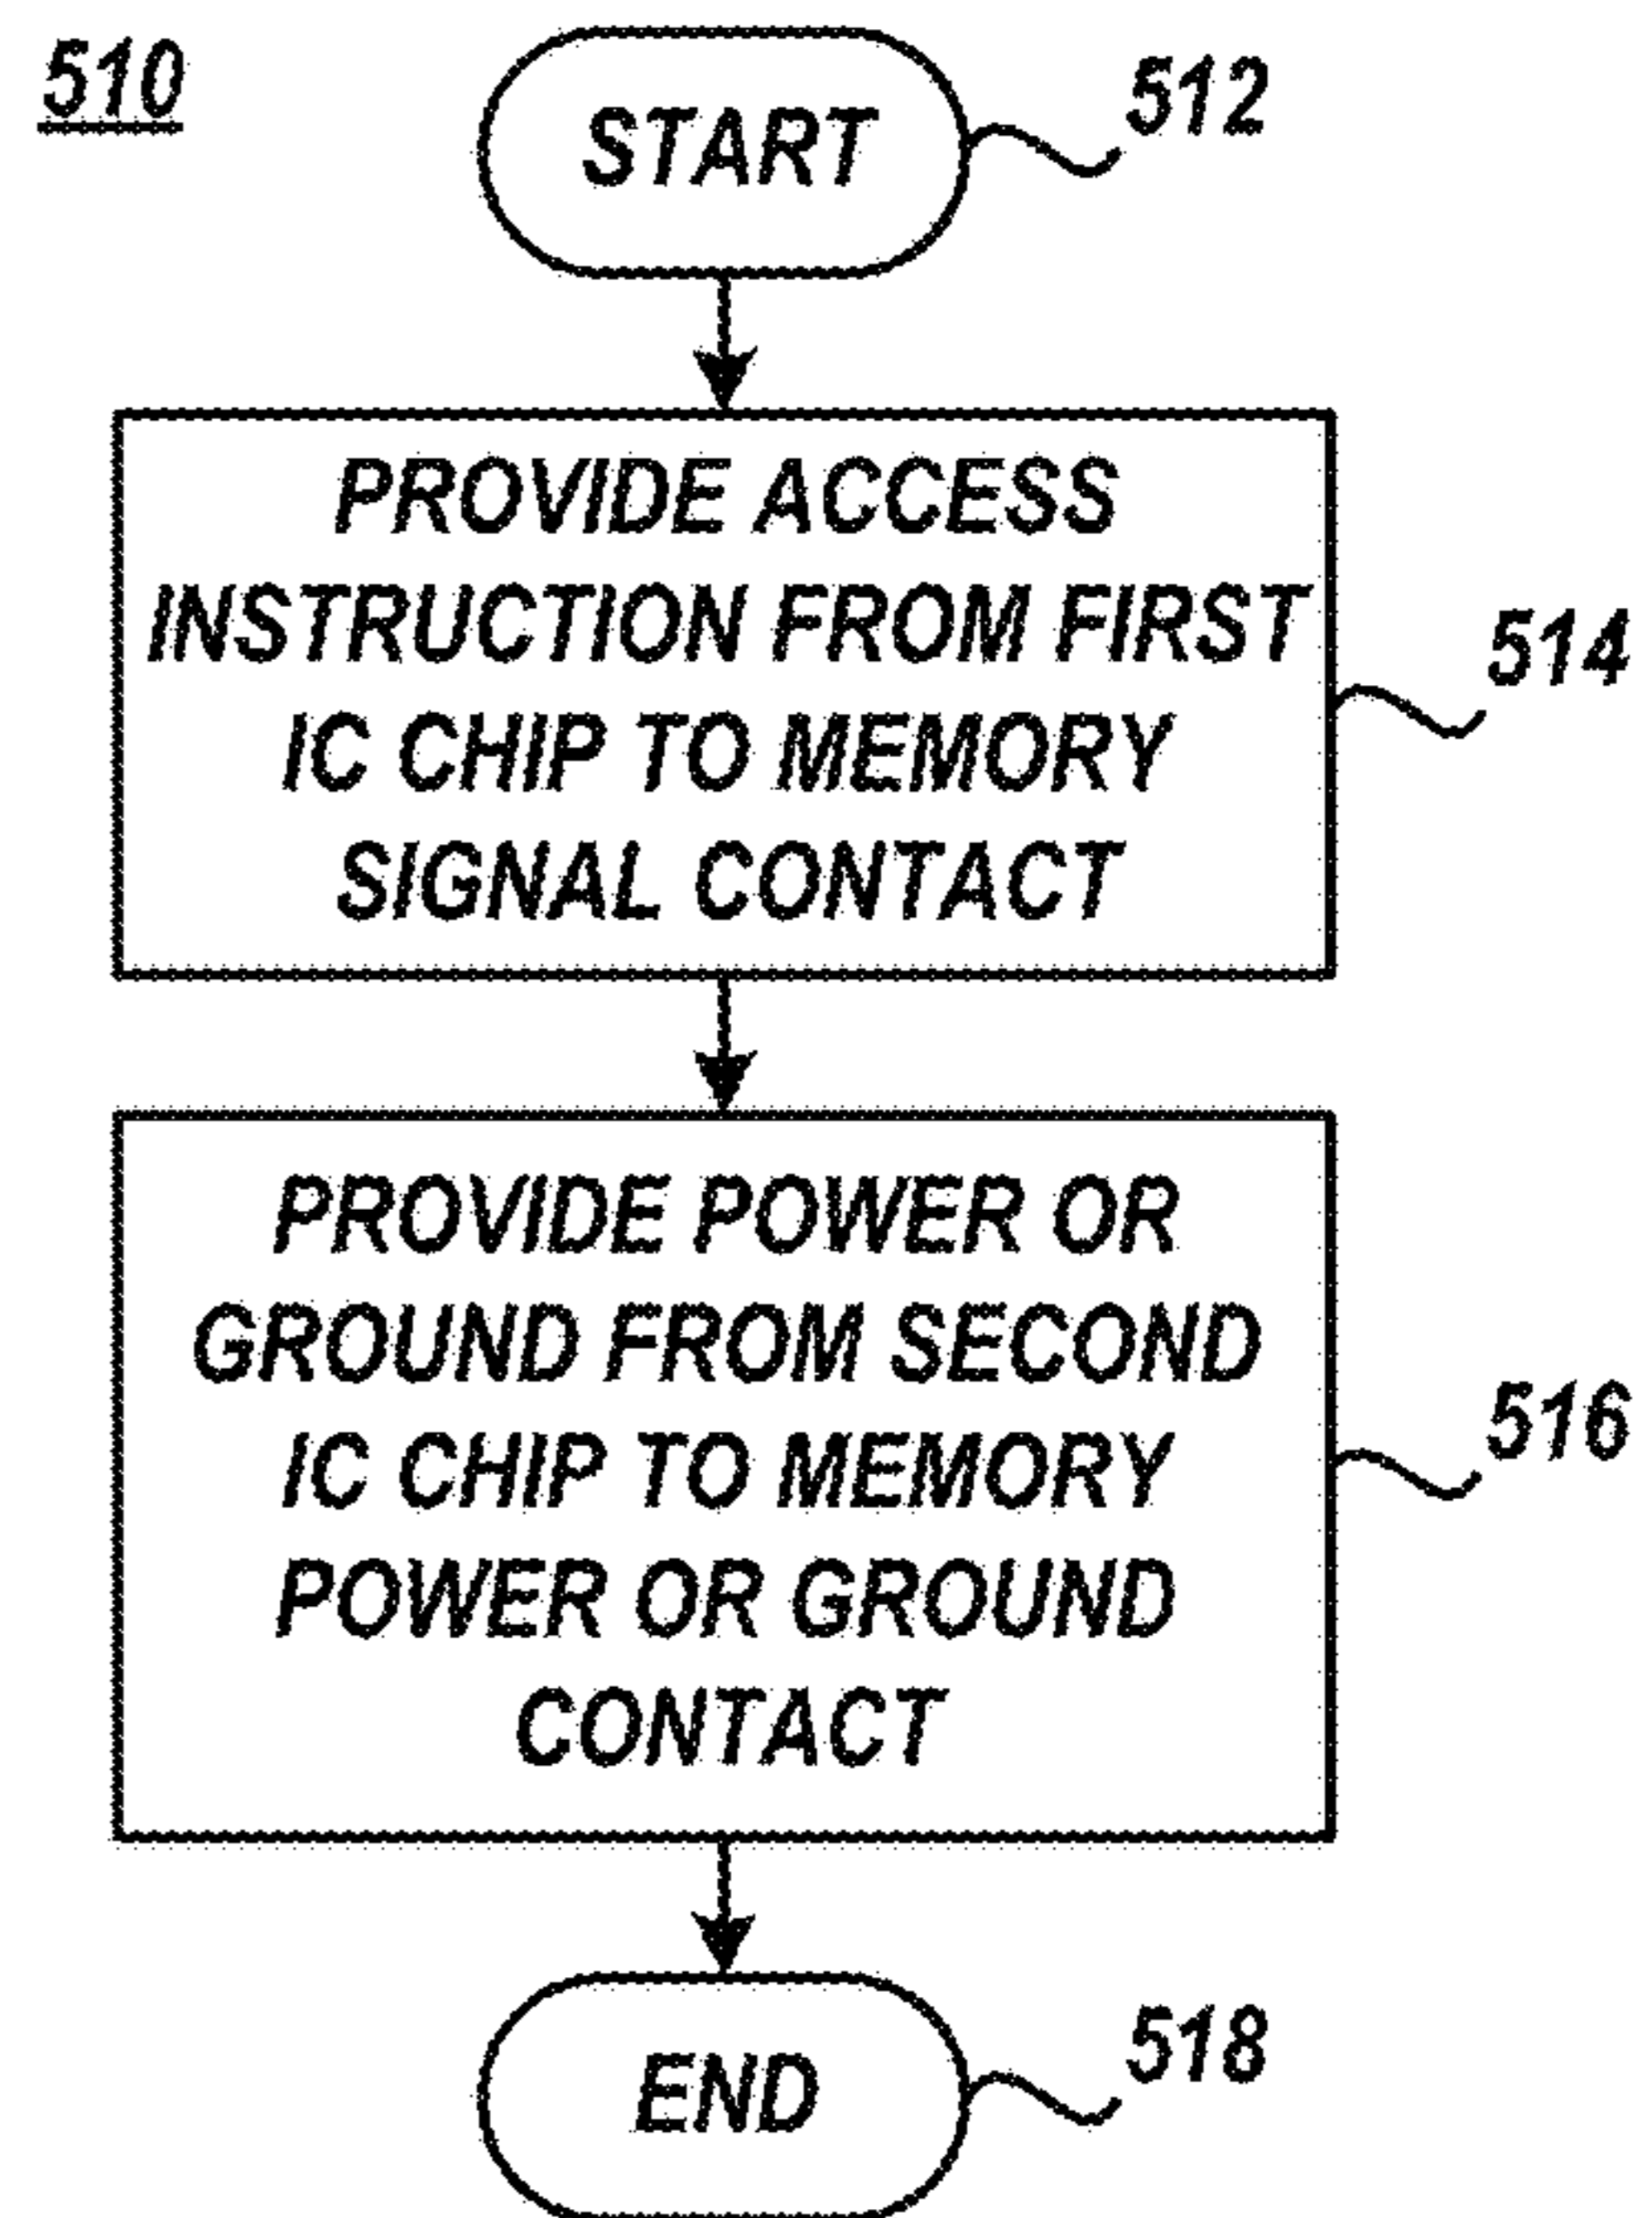 510
START
512
PROVIDE ACCESS
INSTRUCTION FROM FIRST
IC CHIP TO MEMORY
SIGNAL CONTACT
514
PROVIDE POWER OR
GROUND FROM SECOND
IC CHIP TO MEMORY
POWER OR GROUND
CONTACT
516
END
518